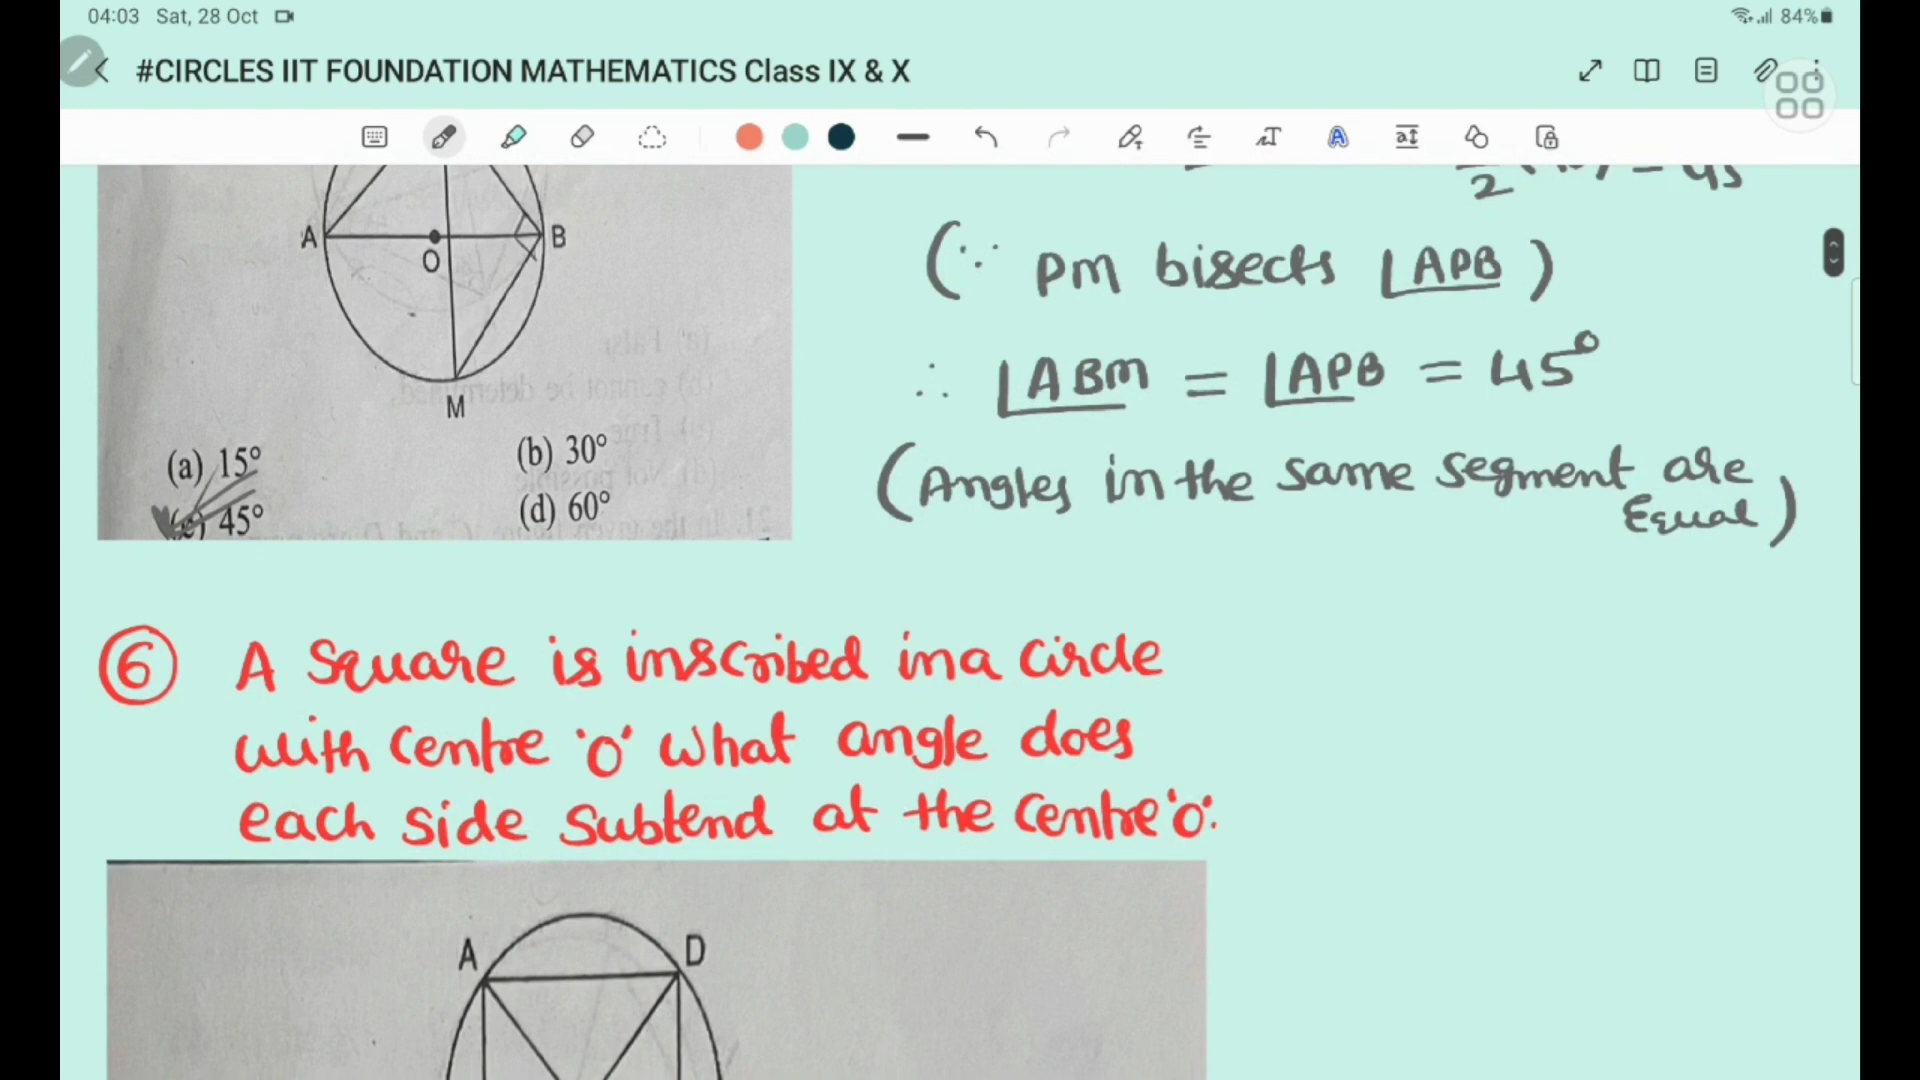 04:03 Sat, 28 Oct
84%
#CIRCLES IIT FOUNDATION MATHEMATICS Class IX & X
A
B
O
M
(a) 15°
(b) 30°
(c) 45°
(d) 60°
(∵ PM bisects ∠APB)
∴ ∠ABM = ∠APB = 45°
(Angles in the same segment are
Equal)
6 A Square is inscribed in a circle
with centre 'O' what angle does
each side subtend at the centre 'O'.
A
D